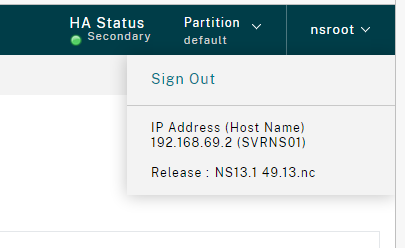 HA Status
Secondary
Partition
default
nsroot
Sign Out
IP Address (Host Name)
192.168.69.2 (SVRNS01)
Release : NS13.1 49.13.nc